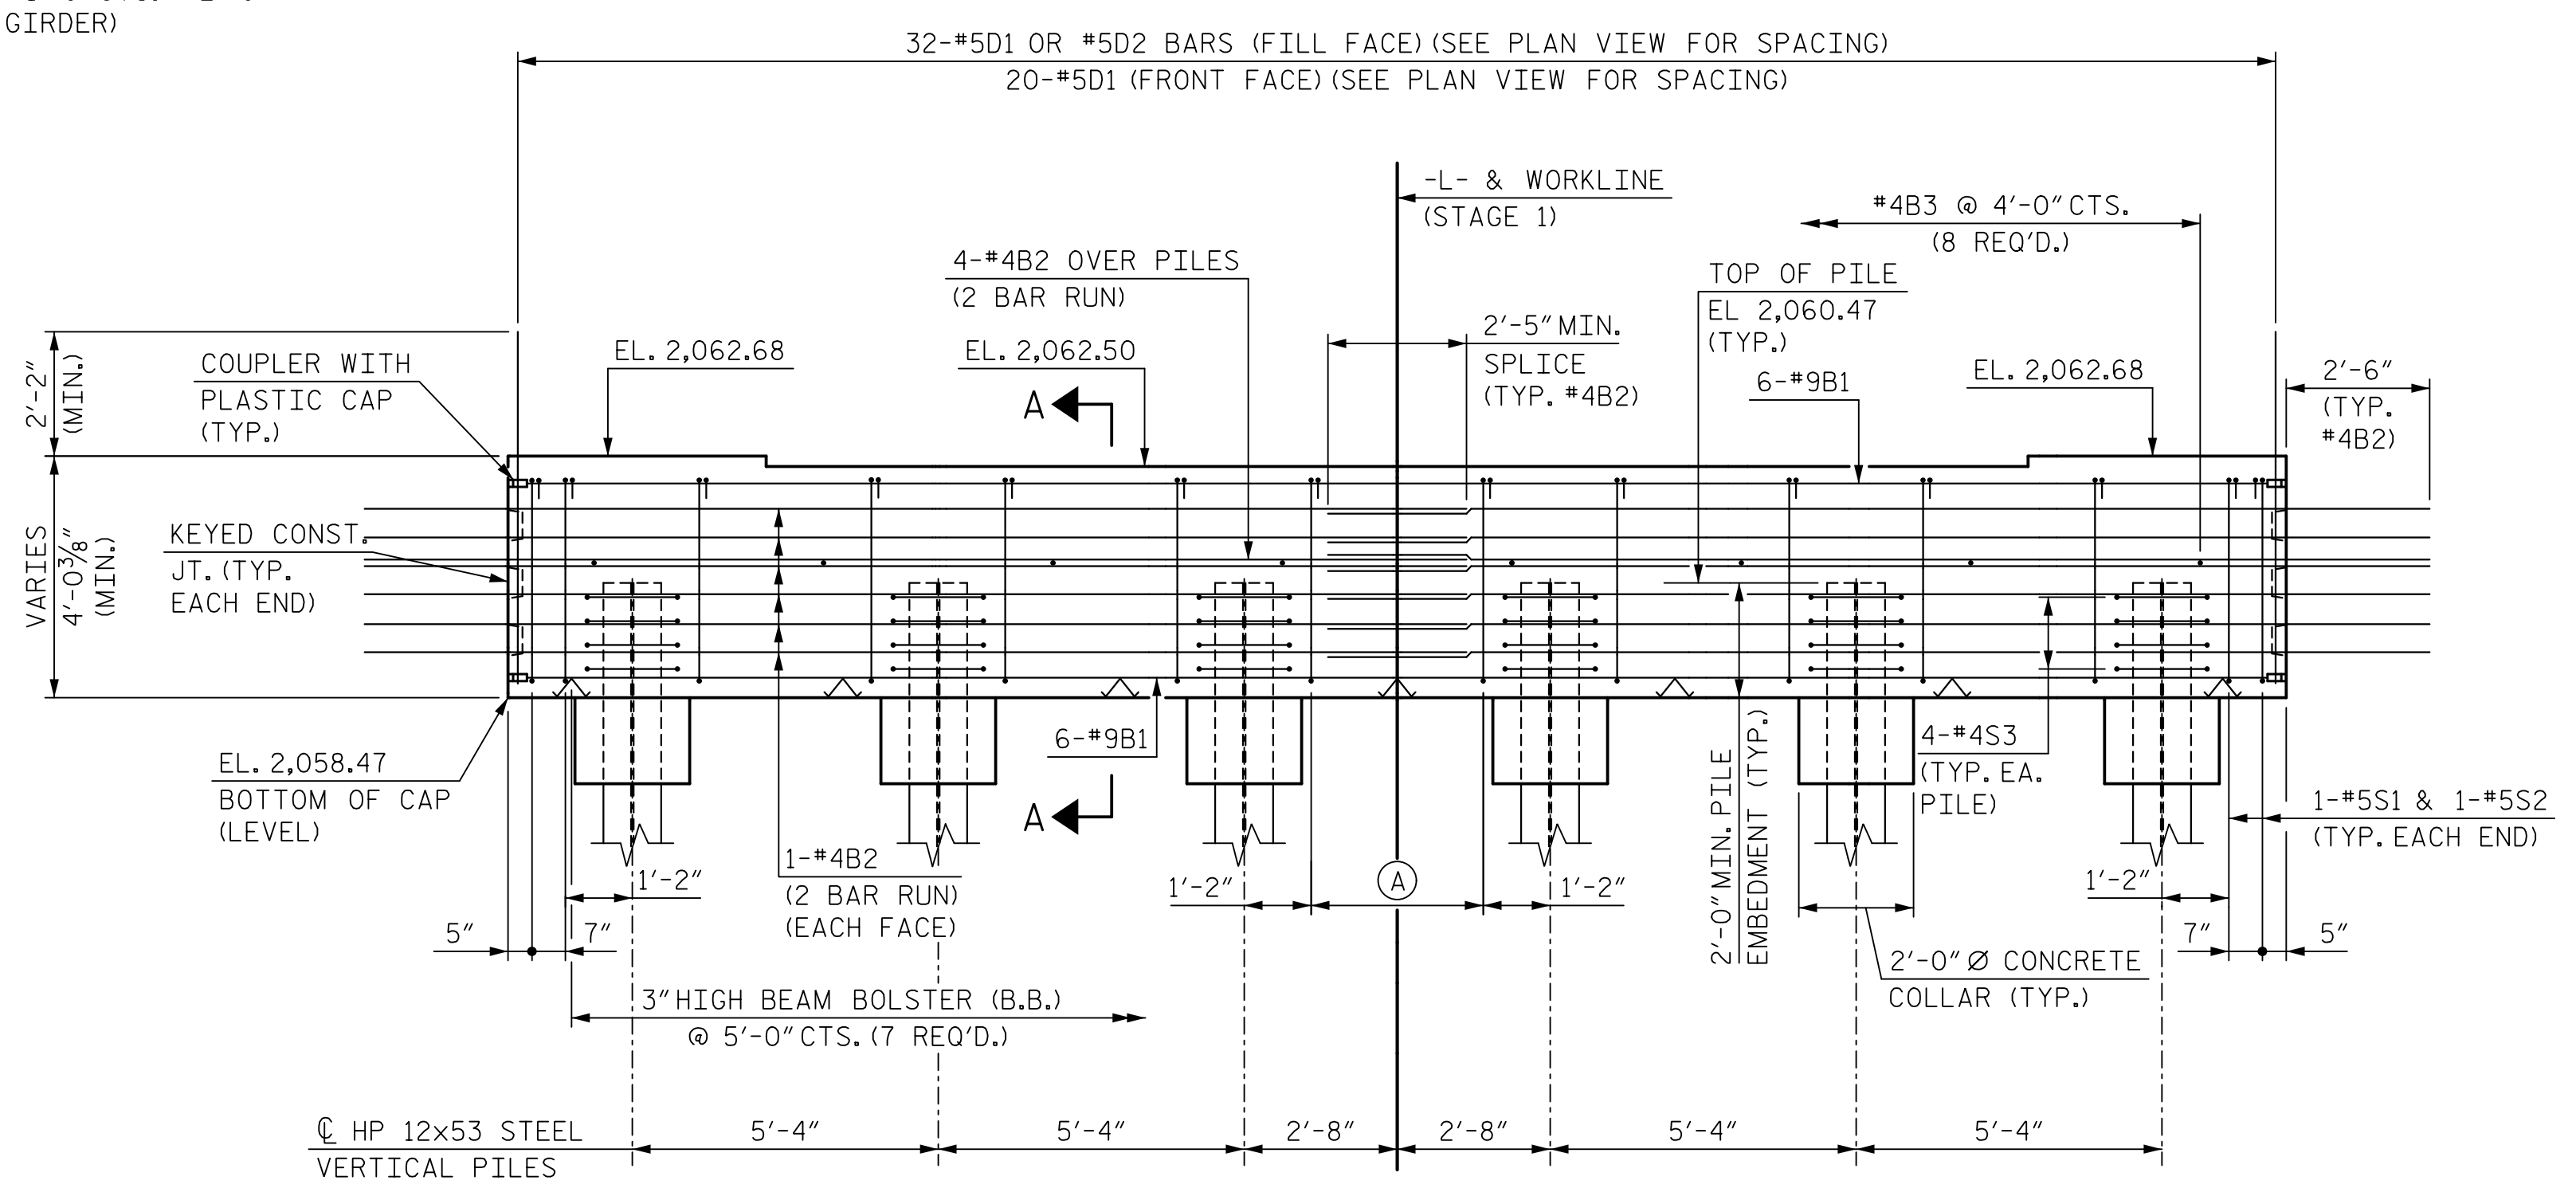 GIRDER)
32-#5D1 OR #5D2 BARS (FILL FACE)(SEE PLAN VIEW FOR SPACING)
20-#5D1 (FRONT FACE)(SEE PLAN VIEW FOR SPACING)
-L- & WORKLINE
(STAGE 1)
#4B3 @ 4'-0" CTS.
(8 REQ'D.)
4-#4B2 OVER PILES
(2 BAR RUN)
TOP OF PILE
EL 2,060.47
(TYP.)
2'-5" MIN.
SPLICE
(TYP. #4B2)
2'-2"
(MIN.)
COUPLER WITH
PLASTIC CAP
(TYP.)
EL. 2,062.68
EL. 2,062.50
A
6-#9B1
EL. 2,062.68
2'-6"
(TYP.
#4B2)
VARIES
4'-0⅜"
(MIN.)
KEYED CONST.
JT. (TYP.
EACH END)
EL. 2,058.47
BOTTOM OF CAP
(LEVEL)
6-#9B1
A
1-#4B2
(2 BAR RUN)
(EACH FACE)
2'-0" MIN. PILE
EMBEDMENT (TYP.)
4-#4S3
(TYP. EA.
PILE)
1-#5S1 & 1-#5S2
(TYP. EACH END)
1'-2"
1'-2"
A
1'-2"
1'-2"
5"
7"
7"
5"
2'-0" Ø CONCRETE
COLLAR (TYP.)
3" HIGH BEAM BOLSTER (B.B.)
@ 5'-0" CTS. (7 REQ'D.)
℄ HP 12x53 STEEL
VERTICAL PILES
5'-4"
5'-4"
2'-8"
2'-8"
5'-4"
5'-4"